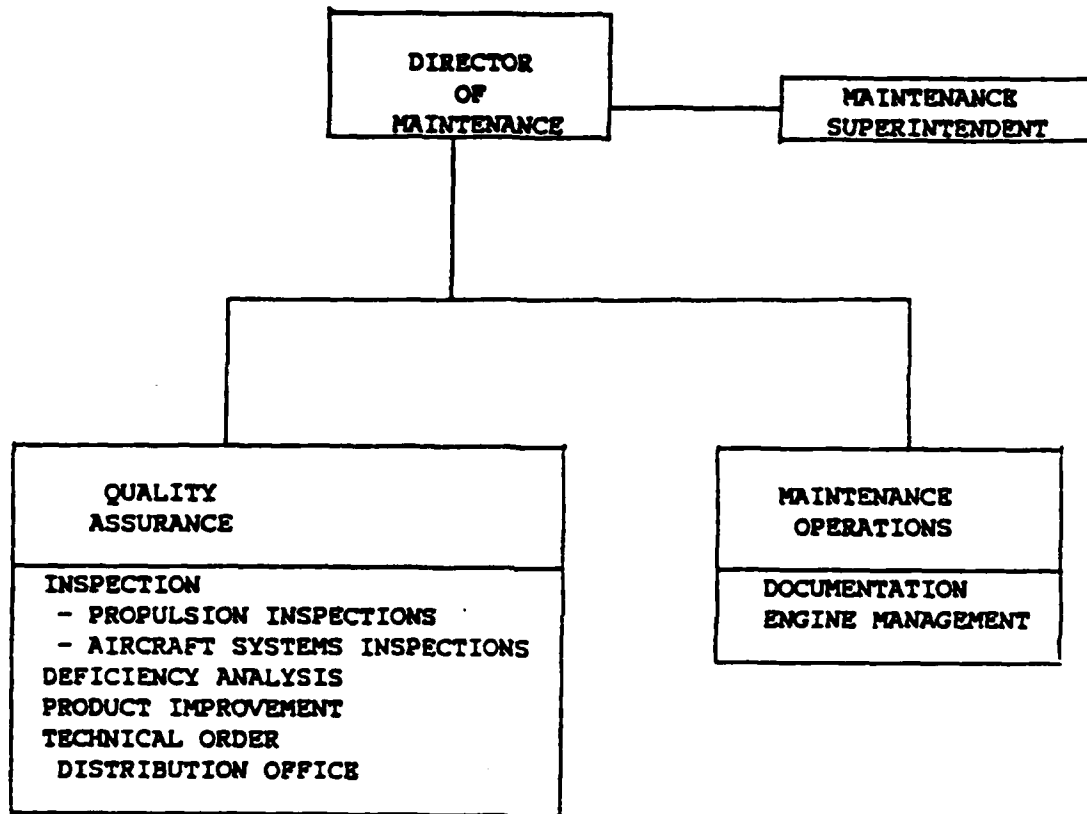 DIRECTOR
OF
MAINTENANCE
MAINTENANCE
SUPERINTENDENT
QUALITY
ASSURANCE
INSPECTION
- PROPULSION INSPECTIONS
- AIRCRAFT SYSTEMS INSPECTIONS
DEFICIENCY ANALYSIS
PRODUCT IMPROVEMENT
TECHNICAL ORDER
DISTRIBUTION OFFICE
MAINTENANCE
OPERATIONS
DOCUMENTATION
ENGINE MANAGEMENT